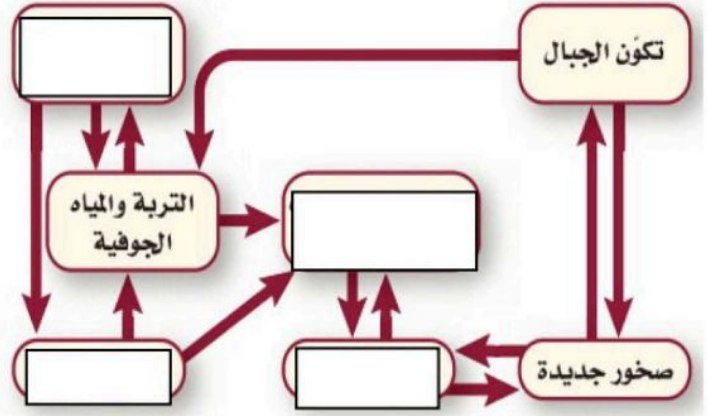 تكوّن الجبال
التربة والمياه
الجوفية
صخور جديدة